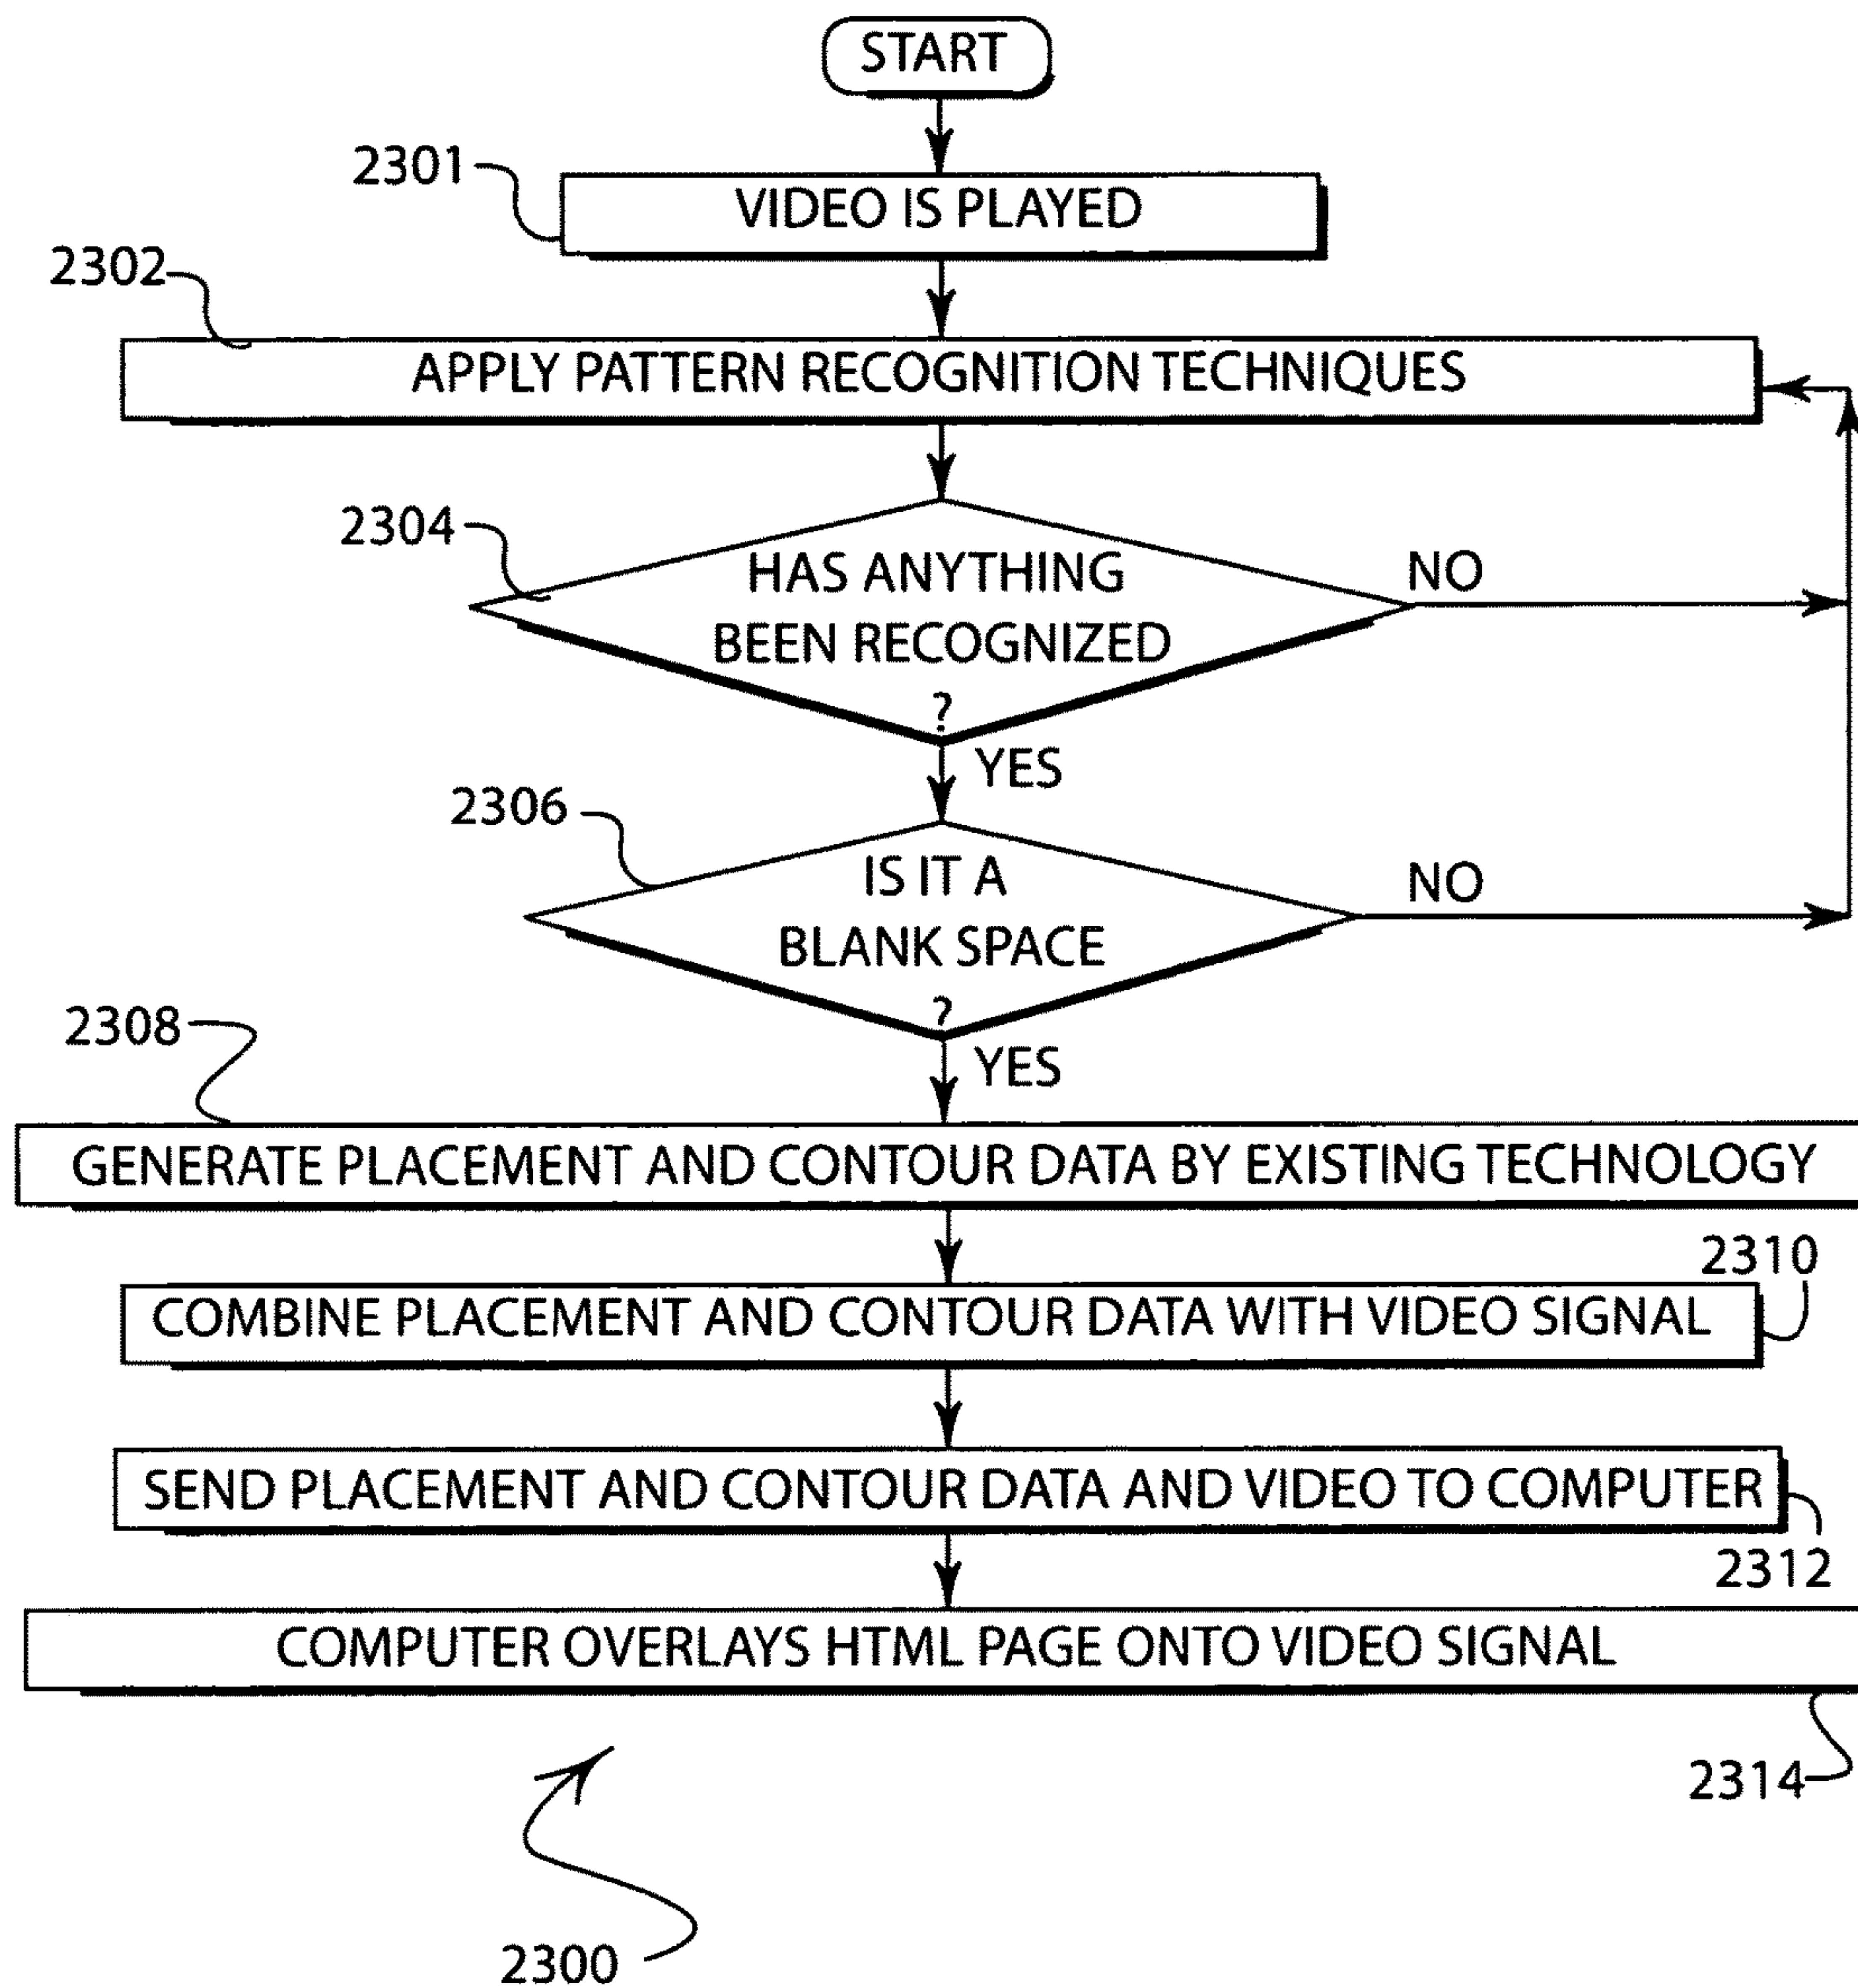 START
2301
VIDEO IS PLAYED
2302
APPLY PATTERN RECOGNITION TECHNIQUES
2304
HAS ANYTHING
BEEN RECOGNIZED
?
NO
YES
2306
IS IT A
BLANK SPACE
?
NO
YES
2308
GENERATE PLACEMENT AND CONTOUR DATA BY EXISTING TECHNOLOGY
2310
COMBINE PLACEMENT AND CONTOUR DATA WITH VIDEO SIGNAL
SEND PLACEMENT AND CONTOUR DATA AND VIDEO TO COMPUTER
2312
COMPUTER OVERLAYS HTML PAGE ONTO VIDEO SIGNAL
2314
2300